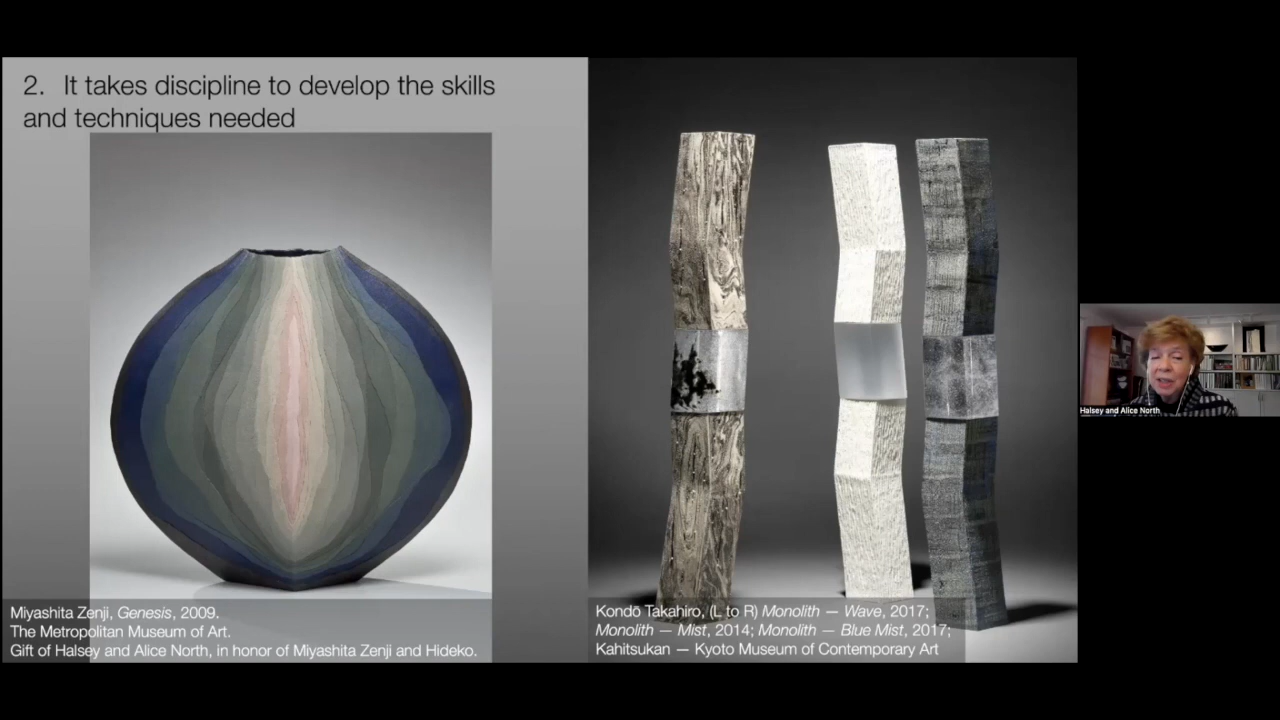 2. It takes discipline to develop the skills
and techniques needed
Miyashita Zenji, Genesis, 2009.
The Metropolitan Museum of Art.
Gift of Halsey and Alice North, in honor of Miyashita Zenji and Hideko.
Kondō Takahiro, (L to R) Monolith — Wave, 2017;
Monolith — Mist, 2014; Monolith — Blue Mist, 2017;
Kahitsukan — Kyoto Museum of Contemporary Art
Halsey and Alice North